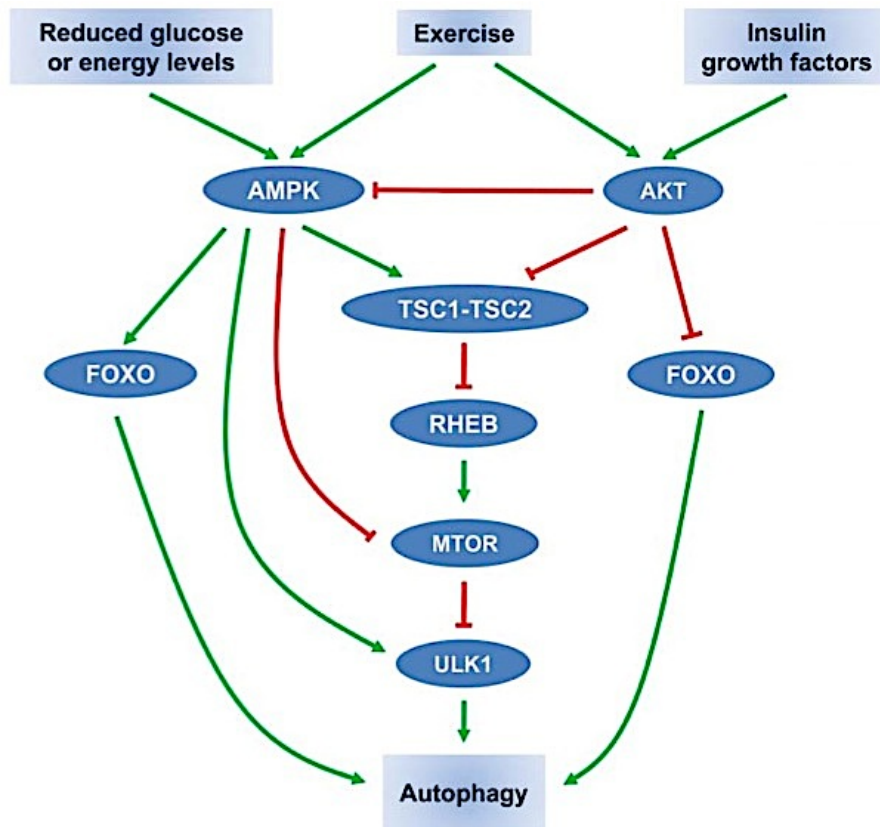 Reduced glucose
or energy levels
Exercise
Insulin
growth factors
AMPK
AKT
TSC1-TSC2
FOXO
FOXO
RHEB
MTOR
ULK1
Autophagy